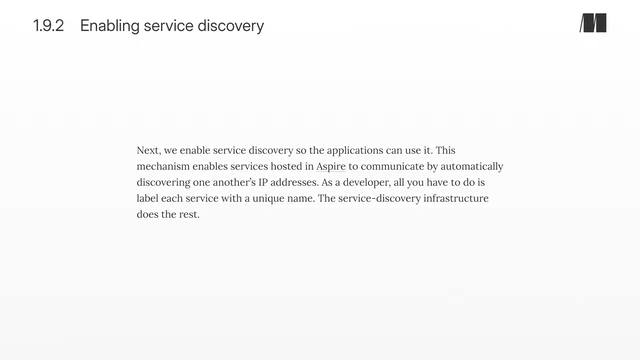 1.9.2 Enabling service discovery
Next, we enable service discovery so the applications can use it. This
mechanism enables services hosted in Aspire to communicate by automatically
discovering one another's IP addresses. As a developer, all you have to do is
label each service with a unique name. The service-discovery infrastructure
does the rest.